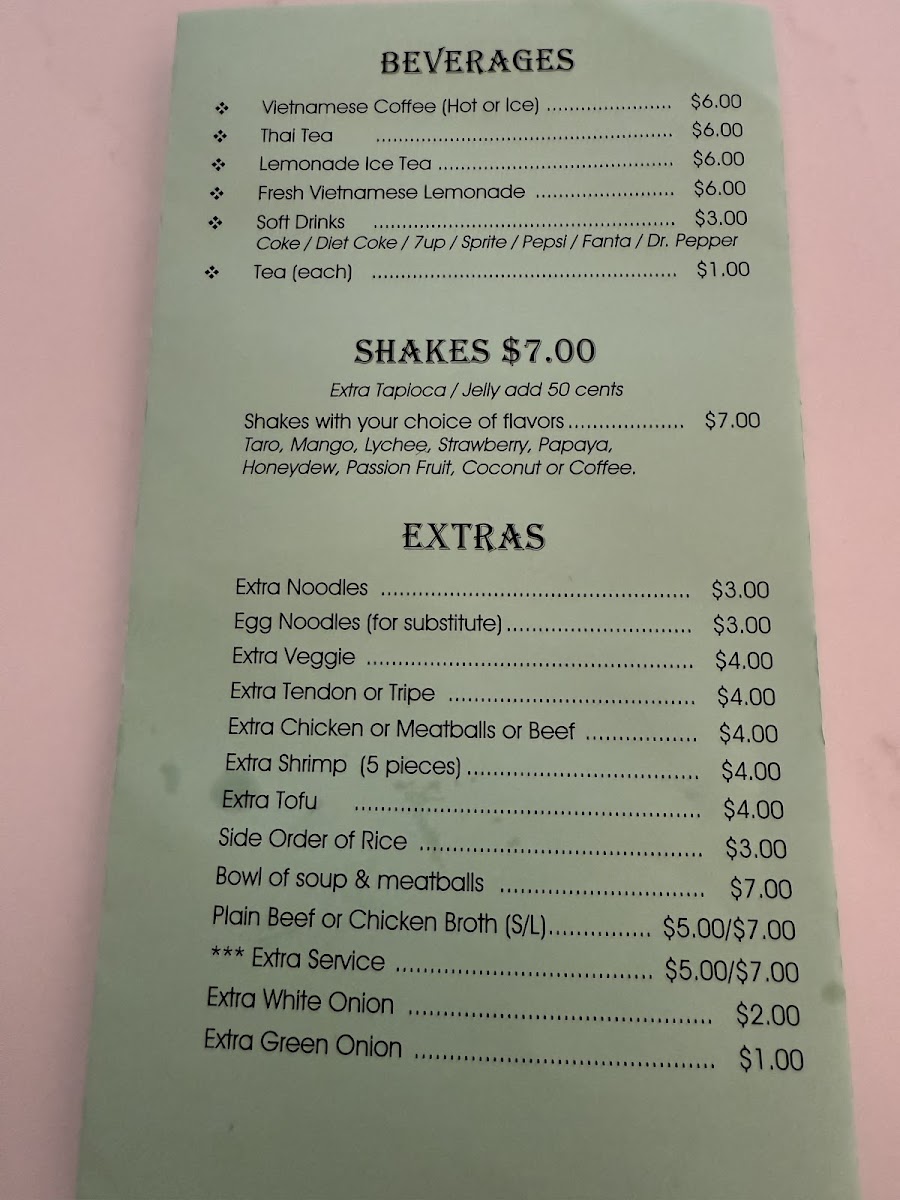 BEVERAGES
❖ Vietnamese Coffee (Hot or Ice) ...................... $6.00
❖ Thai Tea ...................................................... $6.00
❖ Lemonade Ice Tea ......................................... $6.00
❖ Fresh Vietnamese Lemonade ........................ $6.00
❖ Soft Drinks ...................................................... $3.00
Coke / Diet Coke / 7up / Sprite / Pepsi / Fanta / Dr. Pepper
❖ Tea (each) ...................................................... $1.00
SHAKES $7.00
Extra Tapioca / Jelly add 50 cents
Shakes with your choice of flavors................... $7.00
Taro, Mango, Lychee, Strawberry, Papaya,
Honeydew, Passion Fruit, Coconut or Coffee.
EXTRAS
Extra Noodles ................................................. $3.00
Egg Noodles (for substitute)............................. $3.00
Extra Veggie .................................................... $4.00
Extra Tendon or Tripe ....................................... $4.00
Extra Chicken or Meatballs or Beef .................. $4.00
Extra Shrimp (5 pieces)..................................... $4.00
Extra Tofu ....................................................... $4.00
Side Order of Rice ............................................. $3.00
Bowl of soup & meatballs ................................ $7.00
Plain Beef or Chicken Broth (S/L)................ $5.00/$7.00
*** Extra Service ......................................... $5.00/$7.00
Extra White Onion ................................................ $2.00
Extra Green Onion ............................................... $1.00